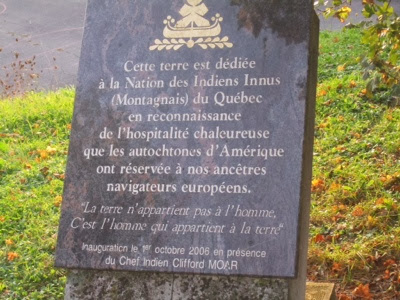 Cette terre est dédiée
à la Nation des Indiens Innus
(Montagnais) du Québec
en reconnaissance
de l'hospitalité chaleureuse
que les autochtones d'Amérique
ont réservée à nos ancêtres
navigateurs européens.
"La terre n'appartient pas à l'homme,
C'est l'homme qui appartient à la terre"
Inauguration le 1er octobre 2006 en présence
du Chef Indien Clifford MOAR